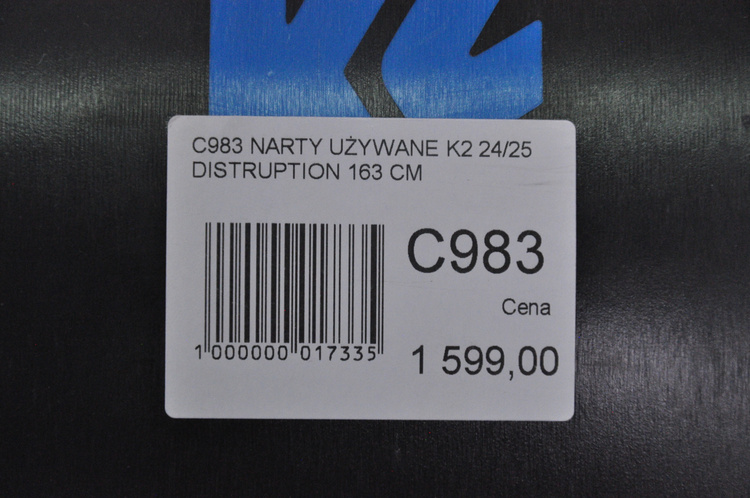 C983 NARTY UŻYWANE K2 24/25
DISTRUPTION 163 CM
C983
Cena
1 000000 017335
1 599,00